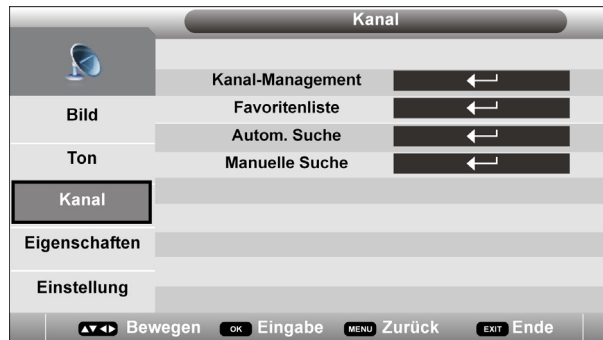 Kanal
Kanal-Management
Favoritenliste
Autom. Suche
Manuelle Suche
Bild
Ton
Kanal
Eigenschaften
Einstellung
Bewegen OK Eingabe MENU Zurück EXIT Ende